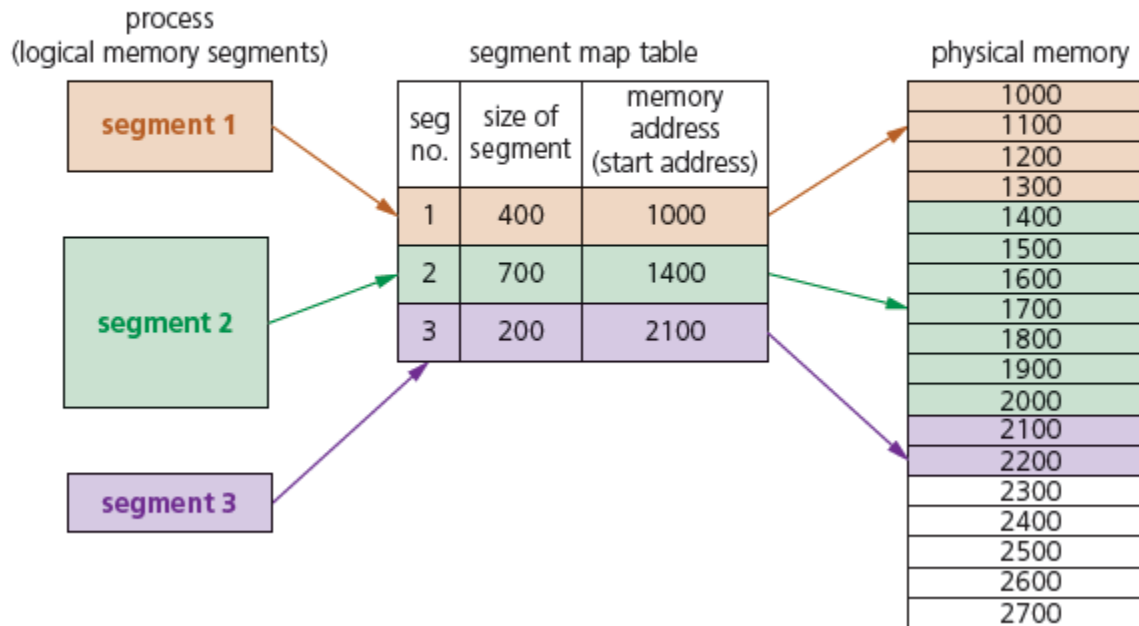 process
(logical memory segments)
segment 1
segment 2
segment 3
segment map table
seg no.
size of segment
memory address (start address)
1 400 1000
2 700 1400
3 200 2100
physical memory
1000
1100
1200
1300
1400
1500
1600
1700
1800
1900
2000
2100
2200
2300
2400
2500
2600
2700